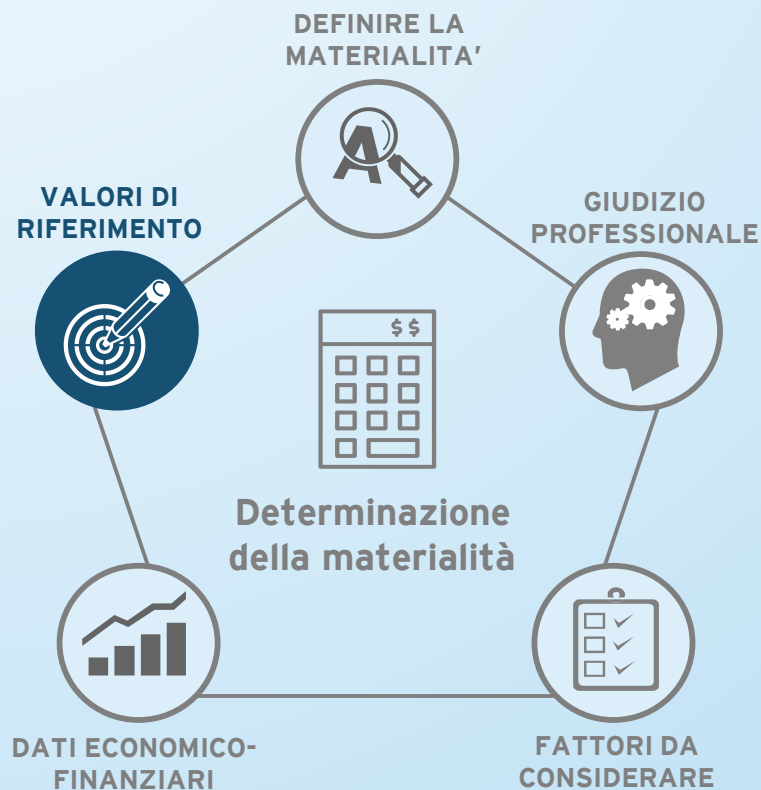 DEFINIRE LA
MATERIALITA’
VALORI DI
RIFERIMENTO
GIUDIZIO
PROFESSIONALE
A
$ $
Determinazione
della materialità
DATI ECONOMICO-
FINANZIARI
FATTORI DA
CONSIDERARE